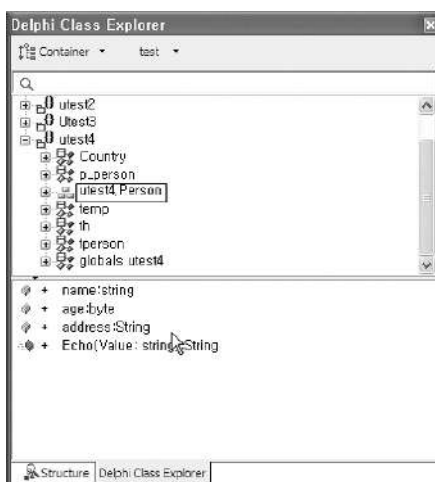 Delphi Class Explorer
Container test
utest2
Utest3
utest4
Country
p_person
utest4.Person
temp
th
tperson
globals utest4
+ name:string
+ age:byte
+ address:String
+ Echo(Value: string):String
Structure Delphi Class Explorer